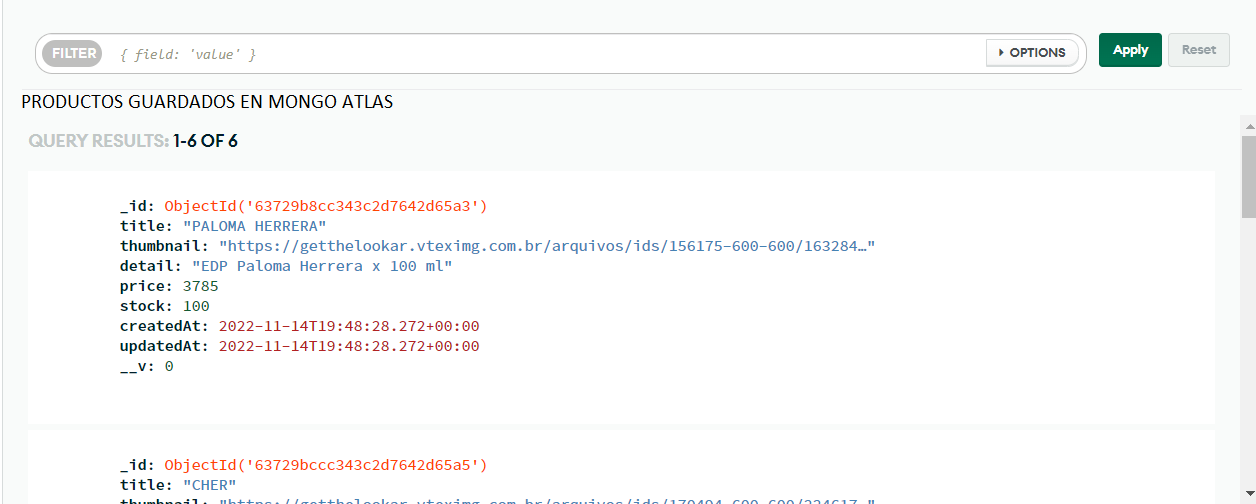 FILTER { field: 'value' } OPTIONS Apply Reset
PRODUCTOS GUARDADOS EN MONGO ATLAS
QUERY RESULTS: 1-6 OF 6
_id: ObjectId('63729b8cc343c2d7642d65a3')
title: "PALOMA HERRERA"
thumbnail: "https://getthelookar.vteximg.com.br/arquivos/ids/156175-600-600/163284…"
detail: "EDP Paloma Herrera x 100 ml"
price: 3785
stock: 100
createdAt: 2022-11-14T19:48:28.272+00:00
updatedAt: 2022-11-14T19:48:28.272+00:00
__v: 0
_id: ObjectId('63729bccc343c2d7642d65a5')
title: "CHER"
thumbnail: "https://getthelookar.vteximg.com.br/arquivos/ids/170494-600-600/224617…"